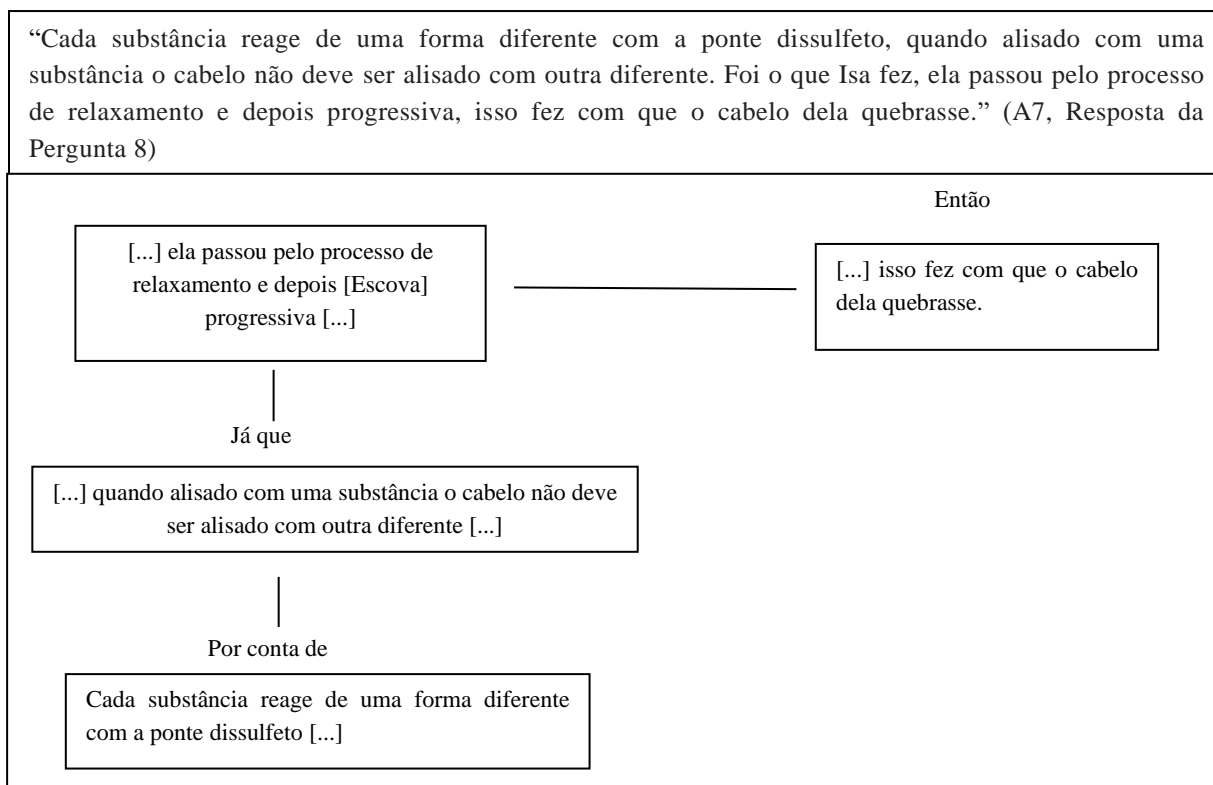 “Cada substância reage de uma forma diferente com a ponte dissulfeto, quando alisado com uma
substância o cabelo não deve ser alisado com outra diferente. Foi o que Isa fez, ela passou pelo processo
de relaxamento e depois progressiva, isso fez com que o cabelo dela quebrasse.” (A7, Resposta da
Pergunta 8)
Então
[...] ela passou pelo processo de
relaxamento e depois [Escova]
progressiva [...]
[...] isso fez com que o cabelo
dela quebrasse.
Já que
[...] quando alisado com uma substância o cabelo não deve
ser alisado com outra diferente [...]
Por conta de
Cada substância reage de uma forma diferente
com a ponte dissulfeto [...]